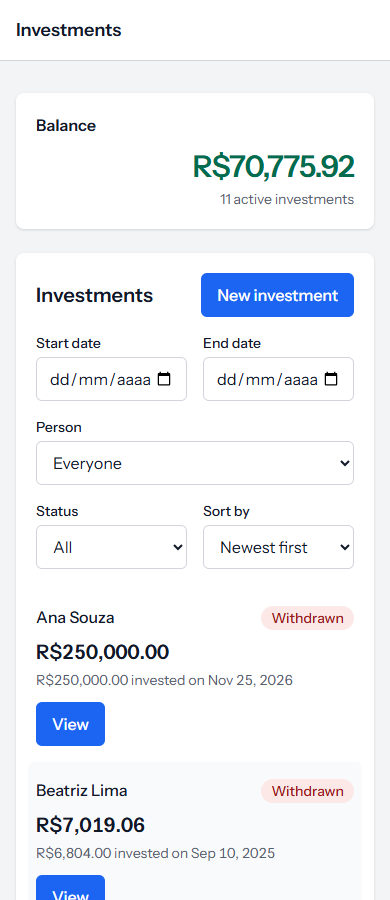 Investments
Balance
R$70,775.92
11 active investments
Investments
New investment
Start date
End date
dd/mm/aaaa
dd/mm/aaaa
Person
Everyone
Status
Sort by
All
Newest first
Ana Souza
Withdrawn
R$250,000.00
R$250,000.00 invested on Nov 25, 2026
View
Beatriz Lima
Withdrawn
R$7,019.06
R$6,804.00 invested on Sep 10, 2025
View